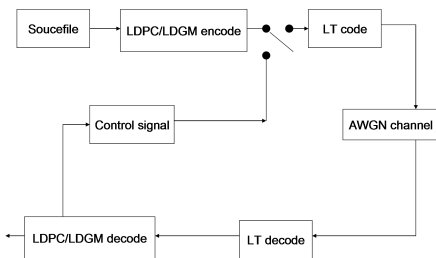 Soucefile
LDPC/LDGM encode
LT code
Control signal
AWGN channel
LDPC/LDGM decode
LT decode